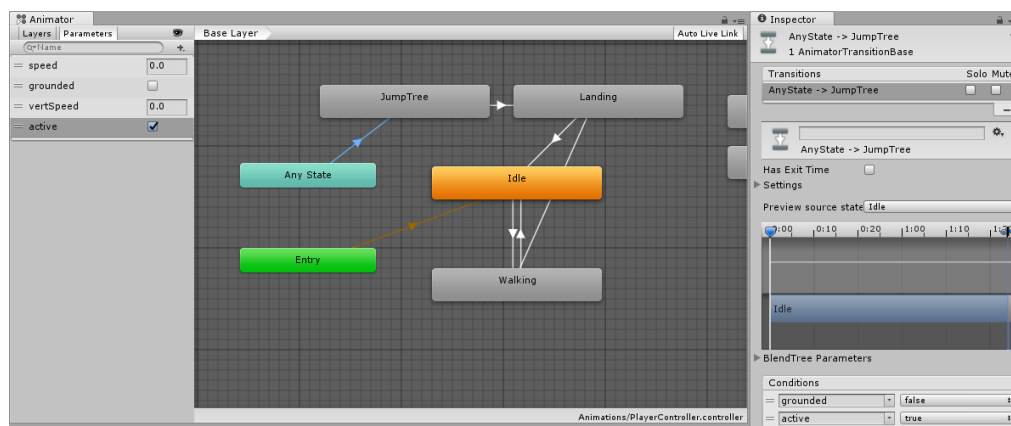 Animator
Layers Parameters
Name
speed 0.0
grounded
vertSpeed 0.0
active
Base Layer
Auto Live Link
JumpTree
Landing
Any State
Idle
Entry
Walking
Animations/PlayerController.controller
Inspector
AnyState -> JumpTree
1 AnimatorTransitionBase
Transitions Solo Mute
AnyState -> JumpTree
AnyState -> JumpTree
Has Exit Time
Settings
Preview source state Idle
0:00 0:10 0:20 1:00 1:10
Idle
BlendTree Parameters
Conditions
grounded false
active true